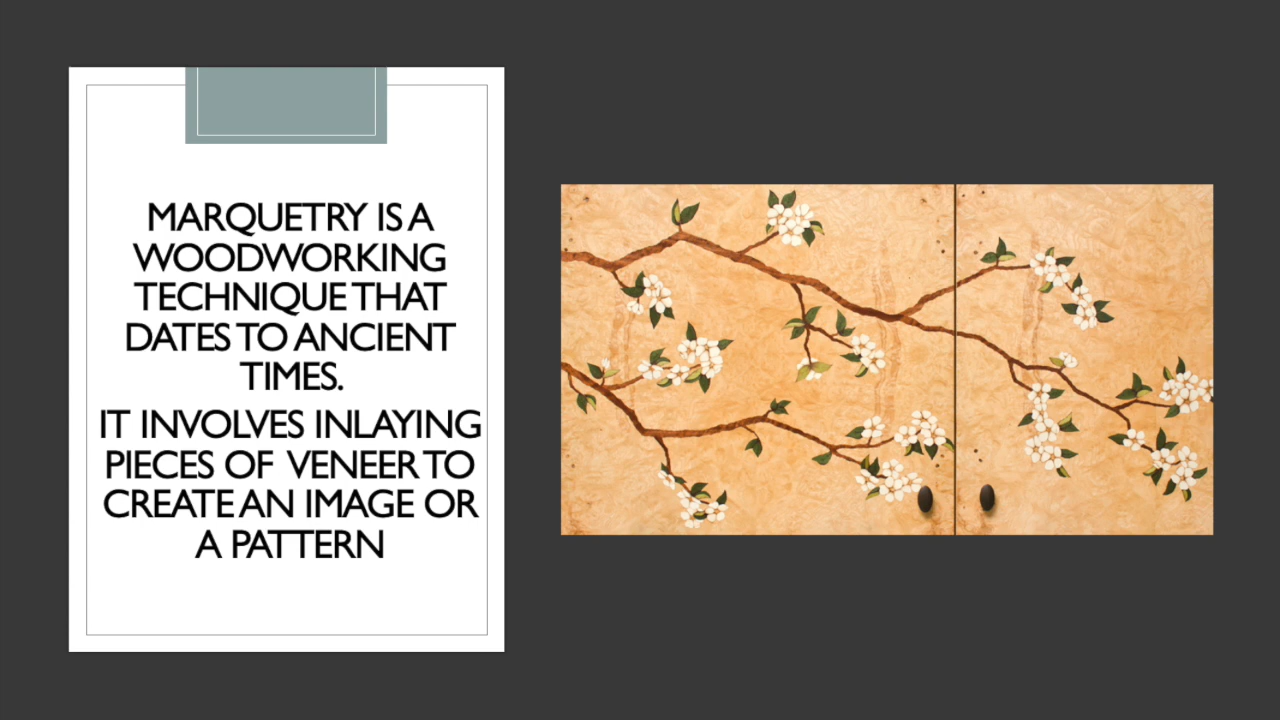 MARQUETRY IS A
WOODWORKING
TECHNIQUE THAT
DATES TO ANCIENT
TIMES.
IT INVOLVES INLAYING
PIECES OF VENEER TO
CREATE AN IMAGE OR
A PATTERN